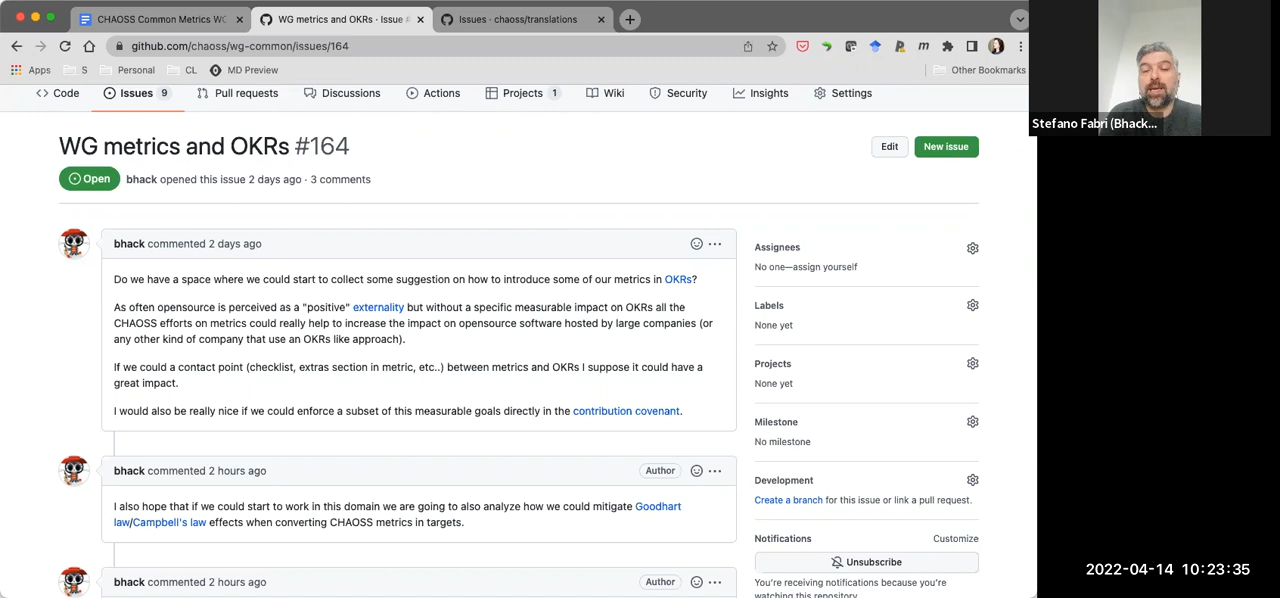 CHAOSS Common Metrics WG
WG metrics and OKRs · Issue #
Issues · chaoss/translations
github.com/chaoss/wg-common/issues/164
Apps
S
Personal
CL
MD Preview
Other Bookmarks
Code
Issues 9
Pull requests
Discussions
Actions
Projects 1
Wiki
Security
Insights
Settings
WG metrics and OKRs #164
Edit
New issue
Open
bhack opened this issue 2 days ago · 3 comments
bhack commented 2 days ago
Do we have a space where we could start to collect some suggestion on how to introduce some of our metrics in OKRs?
As often opensource is perceived as a "positive" externality but without a specific measurable impact on OKRs all the
CHAOSS efforts on metrics could really help to increase the impact on opensource software hosted by large companies (or
any other kind of company that use an OKRs like approach).
If we could a contact point (checklist, extras section in metric, etc..) between metrics and OKRs I suppose it could have a
great impact.
I would also be really nice if we could enforce a subset of this measurable goals directly in the contribution covenant.
bhack commented 2 hours ago
Author
I also hope that if we could start to work in this domain we are going to also analyze how we could mitigate Goodhart
law/Campbell's law effects when converting CHAOSS metrics in targets.
bhack commented 2 hours ago
Author
Assignees
No one—assign yourself
Labels
None yet
Projects
None yet
Milestone
No milestone
Development
Create a branch for this issue or link a pull request.
Notifications
Customize
Unsubscribe
You're receiving notifications because you're
watching this repository.
Stefano Fabri (Bhack...
2022-04-14 10:23:35